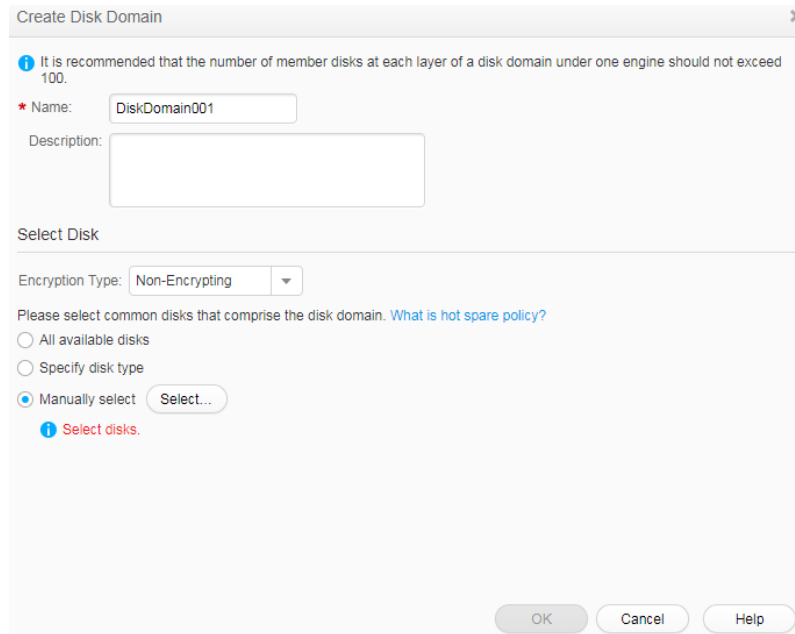 Create Disk Domain
It is recommended that the number of member disks at each layer of a disk domain under one engine should not exceed
100.
* Name: DiskDomain001
Description:
Select Disk
Encryption Type: Non-Encrypting
Please select common disks that comprise the disk domain. What is hot spare policy?
All available disks
Specify disk type
Manually select Select...
Select disks.
OK Cancel Help